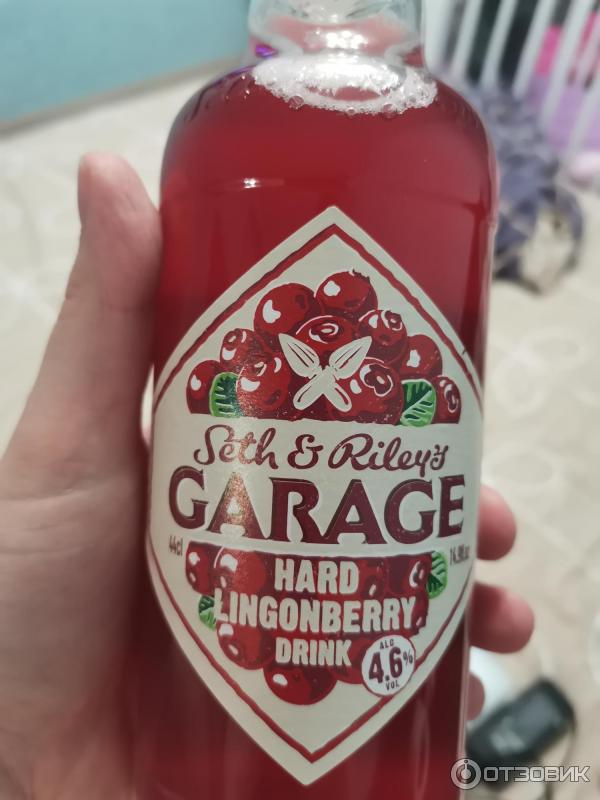 Seth & Riley's
GARAGE
44cl
14.9fl.oz
HARD
LINGONBERRY
DRINK
ALC
4.6%
VOL
ОТЗОВИК